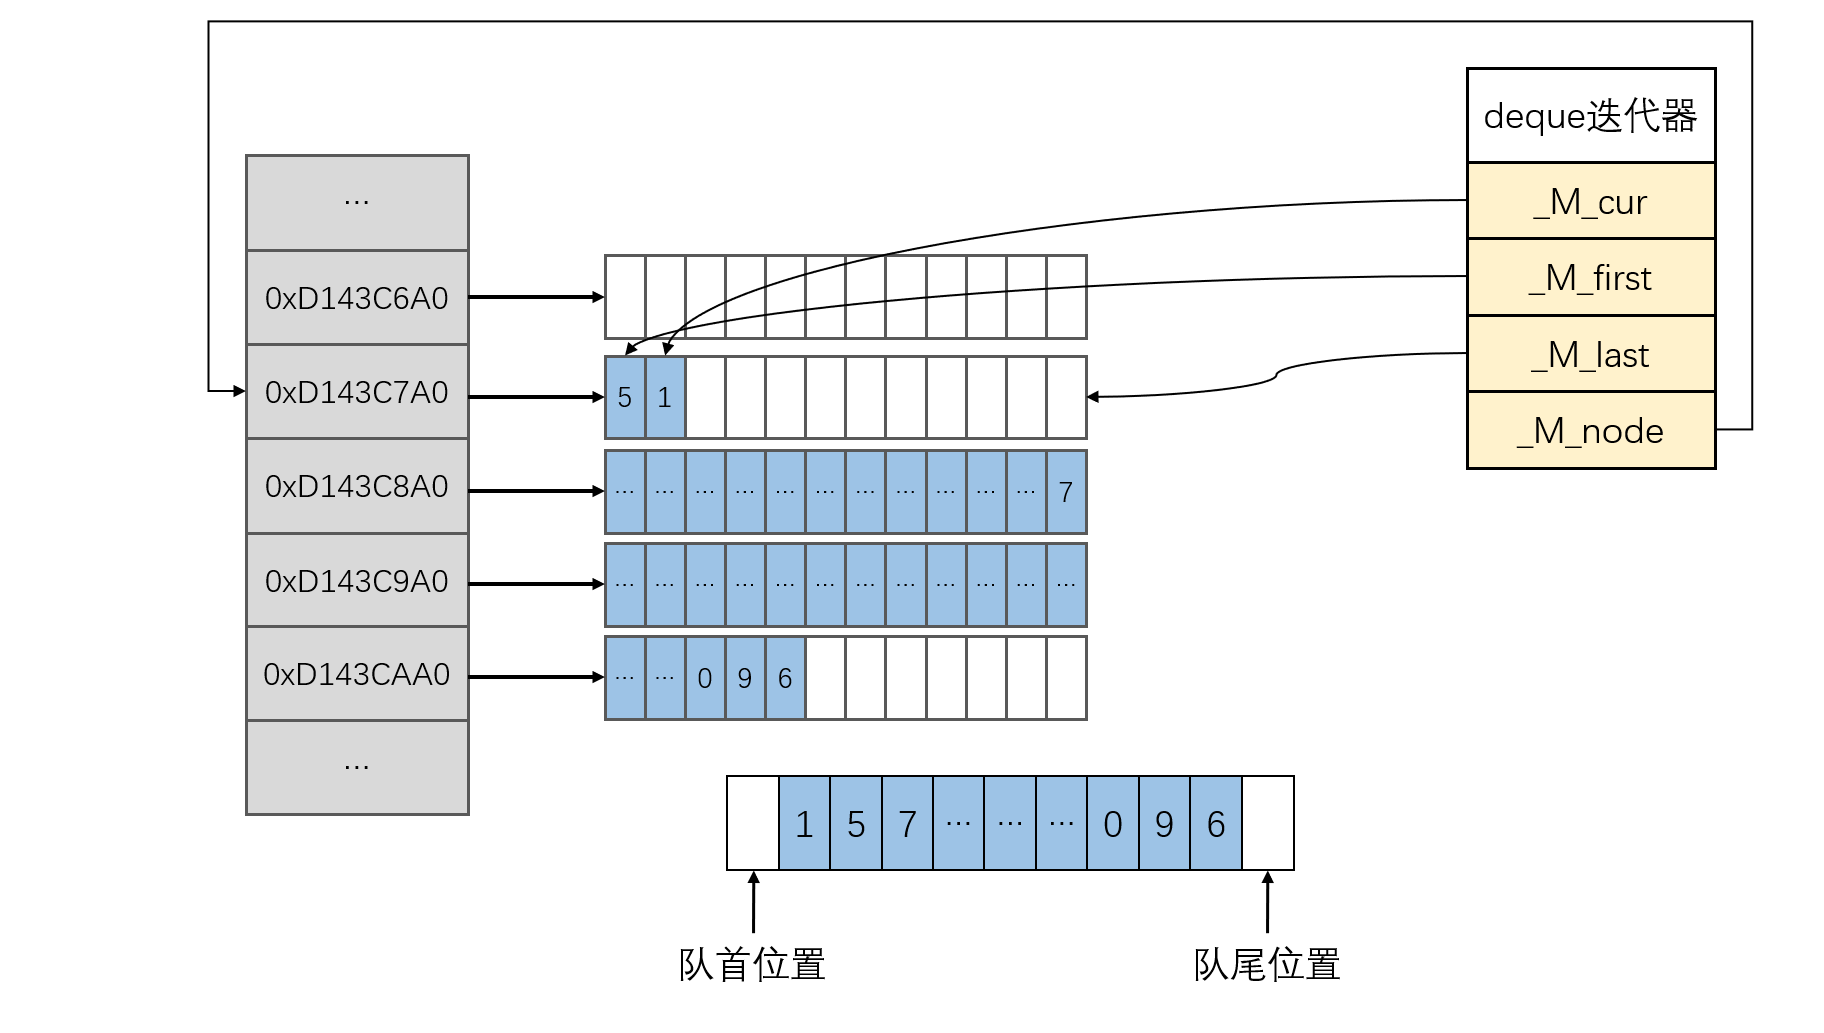 deque迭代器
_M_cur
_M_first
_M_last
_M_node
…
0xD143C6A0
0xD143C7A0
0xD143C8A0
0xD143C9A0
0xD143CAA0
…
5 1
… … … … … … … … … … … 7
… … … … … … … … … … … …
… … 0 9 6
1 5 7 … … … 0 9 6
队首位置 队尾位置